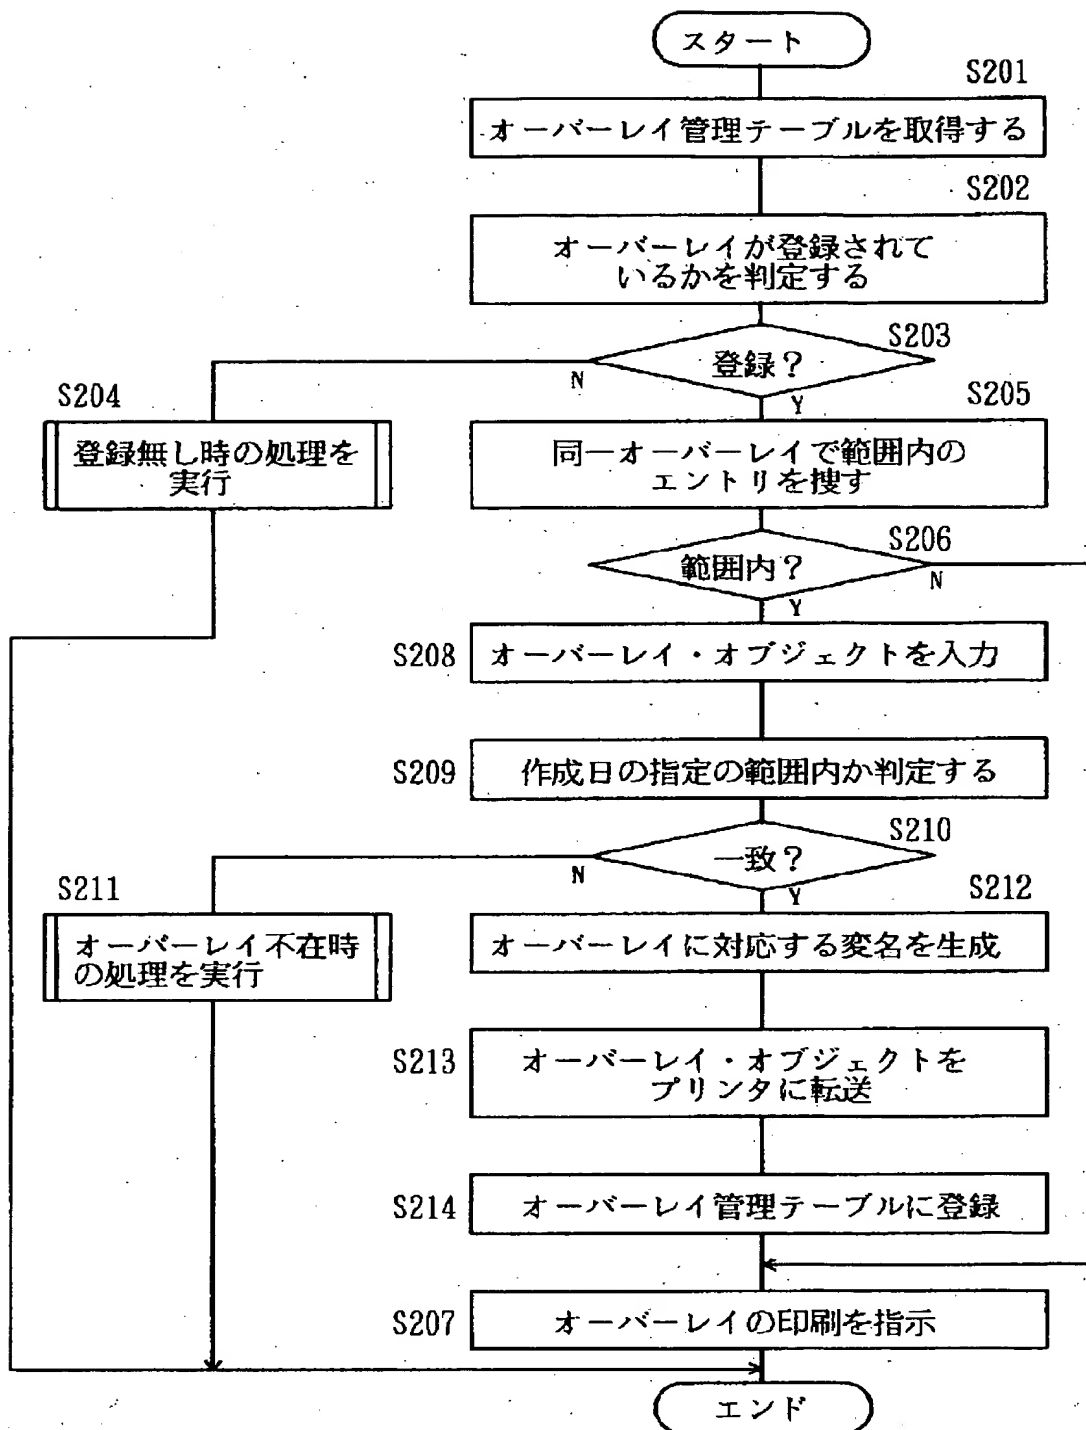 スタート
S201
オーバーレイ管理テーブルを取得する
S202
オーバーレイが登録されて
いるかを判定する
S203
登録？
N
Y
S204
登録無し時の処理を
実行
S205
同一オーバーレイで範囲内の
エントリを捜す
S206
範囲内？
N
Y
S208
オーバーレイ・オブジェクトを入力
S209
作成日の指定の範囲内か判定する
S210
一致？
N
Y
S211
オーバーレイ不在時
の処理を実行
S212
オーバーレイに対応する変名を生成
S213
オーバーレイ・オブジェクトを
プリンタに転送
S214
オーバーレイ管理テーブルに登録
S207
オーバーレイの印刷を指示
エンド